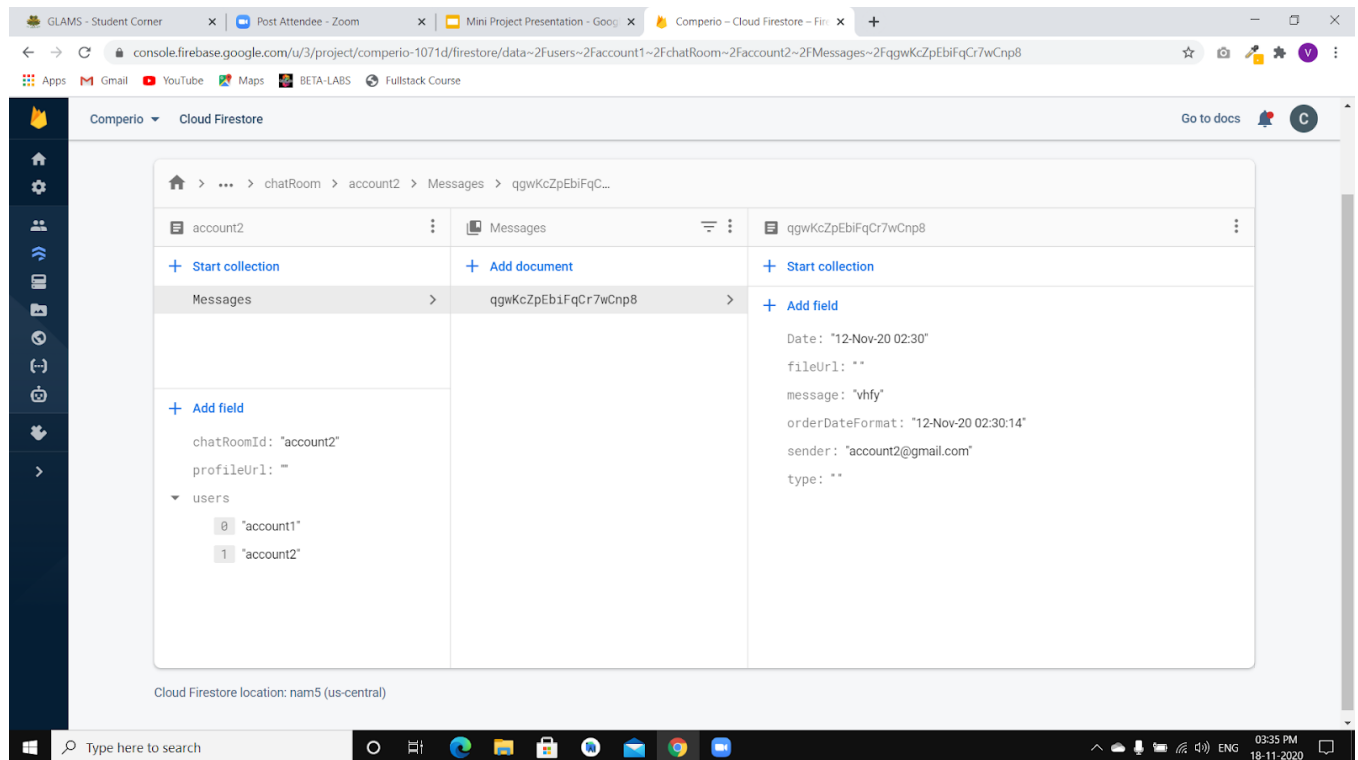 GLAMS - Student Corner
Post Attendee - Zoom
Mini Project Presentation - Goog
Comperio – Cloud Firestore – Fire
console.firebase.google.com/u/3/project/comperio-1071d/firestore/data~2Fusers~2Faccount1~2FchatRoom~2Faccount2~2FMessages~2FqgwKcZpEbiFqCr7wCnp8
V
Apps
Gmail
YouTube
Maps
BETA-LABS
Fullstack Course
Comperio
Cloud Firestore
Go to docs
C
> ... > chatRoom > account2 > Messages > qgwKcZpEbiFqC...
account2
Messages
qgwKcZpEbiFqCr7wCnp8
+ Start collection
+ Add document
+ Start collection
Messages
qgwKcZpEbiFqCr7wCnp8
+ Add field
Date: "12-Nov-20 02:30"
fileUrl: ""
message: "vhfy"
orderDateFormat: "12-Nov-20 02:30:14"
sender: "account2@gmail.com"
type: ""
+ Add field
chatRoomId: "account2"
profileUrl: ""
users
0 "account1"
1 "account2"
Cloud Firestore location: nam5 (us-central)
Type here to search
ENG
03:35 PM
18-11-2020